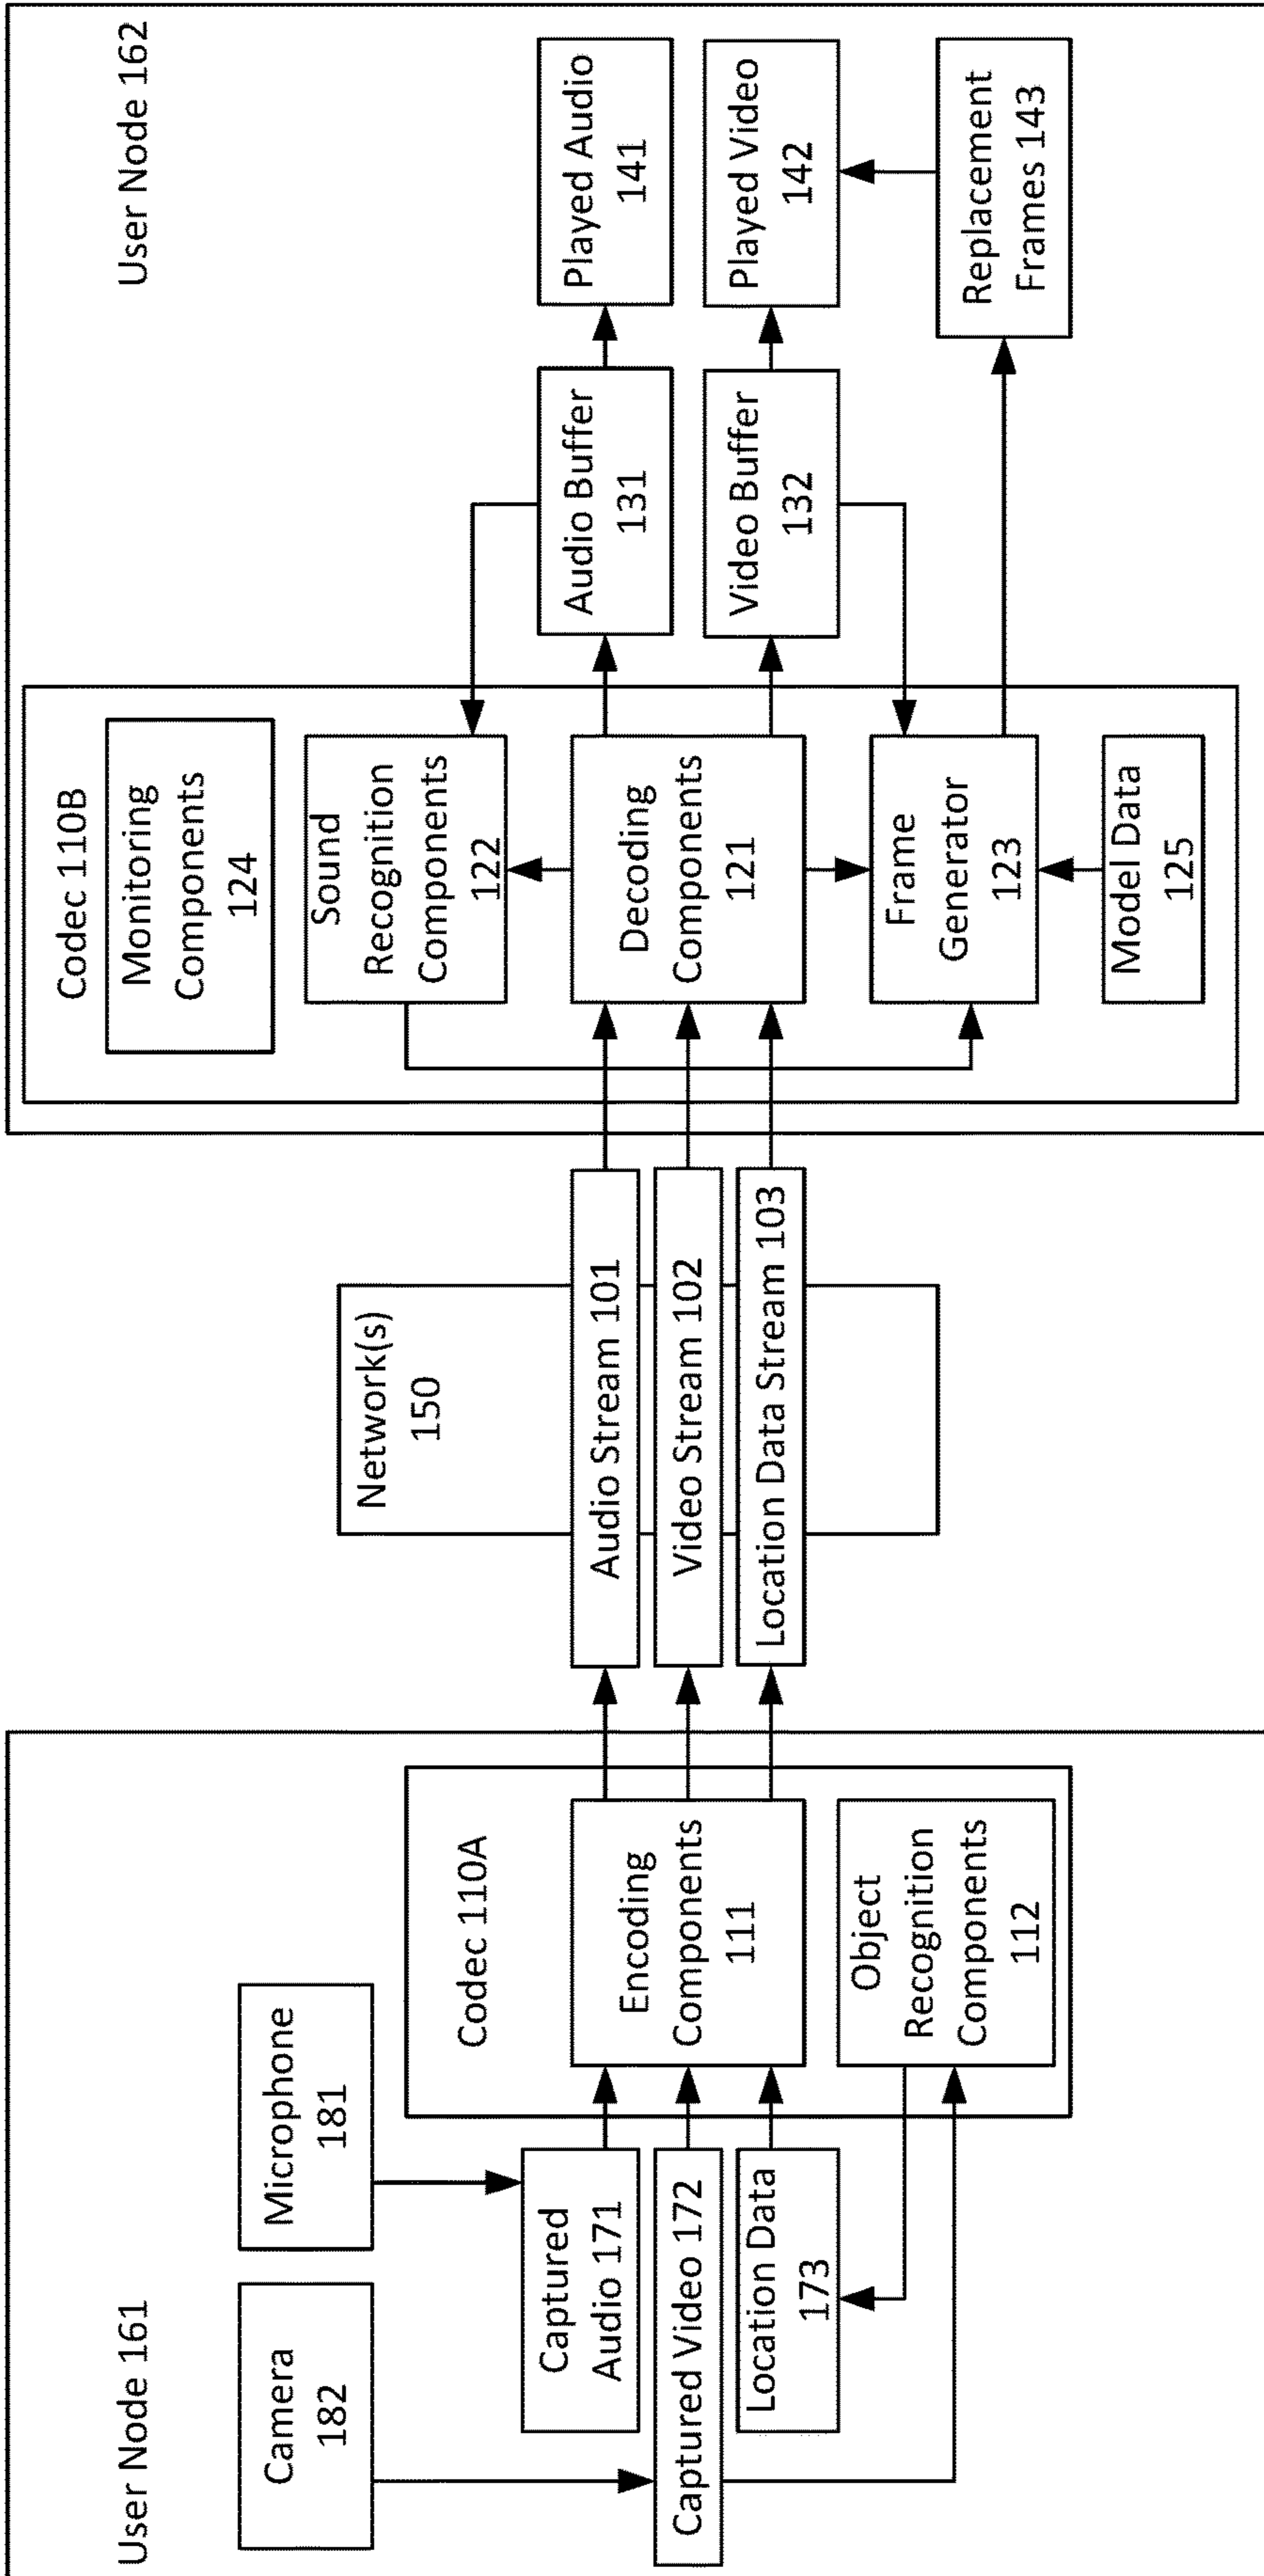 User Node 161
Camera
182
Microphone
181
Captured
Audio 171
Captured Video 172
Location Data
173
Codec 110A
Encoding
Components
111
Object
Recognition
Components
112
Network(s)
150
Audio Stream 101
Video Stream 102
Location Data Stream 103
User Node 162
Codec 110B
Monitoring
Components
124
Sound
Recognition
Components
122
Decoding
Components
121
Frame
Generator
123
Model Data
125
Audio Buffer
131
Video Buffer
132
Played Audio
141
Played Video
142
Replacement
Frames 143